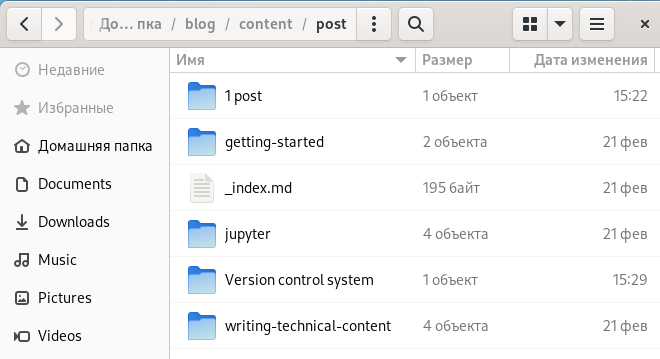 До... пка / blog / content / post
Имя Размер Дата изменения
Недавние
Избранные
Домашняя папка
Documents
Downloads
Music
Pictures
Videos
1 post 1 объект 15:22
getting-started 2 объекта 21 фев
_index.md 195 байт 21 фев
jupyter 4 объекта 21 фев
Version control system 1 объект 15:29
writing-technical-content 4 объекта 21 фев